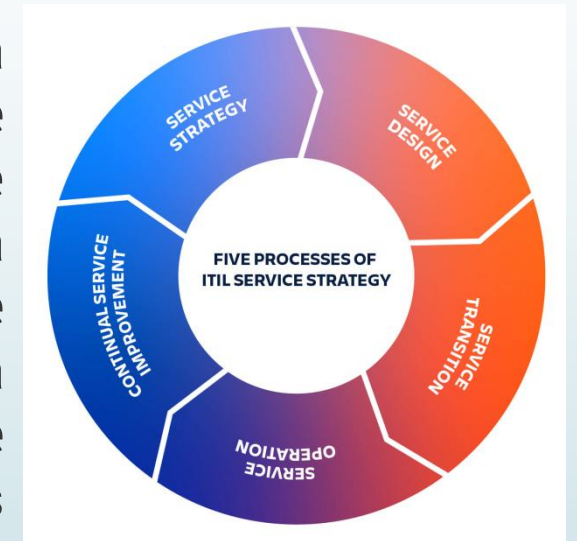 FIVE PROCESSES OF
ITIL SERVICE STRATEGY
SERVICE
STRATEGY
SERVICE
DESIGN
SERVICE
TRANSITION
SERVICE
OPERATION
CONTINUAL SERVICE
IMPROVEMENT